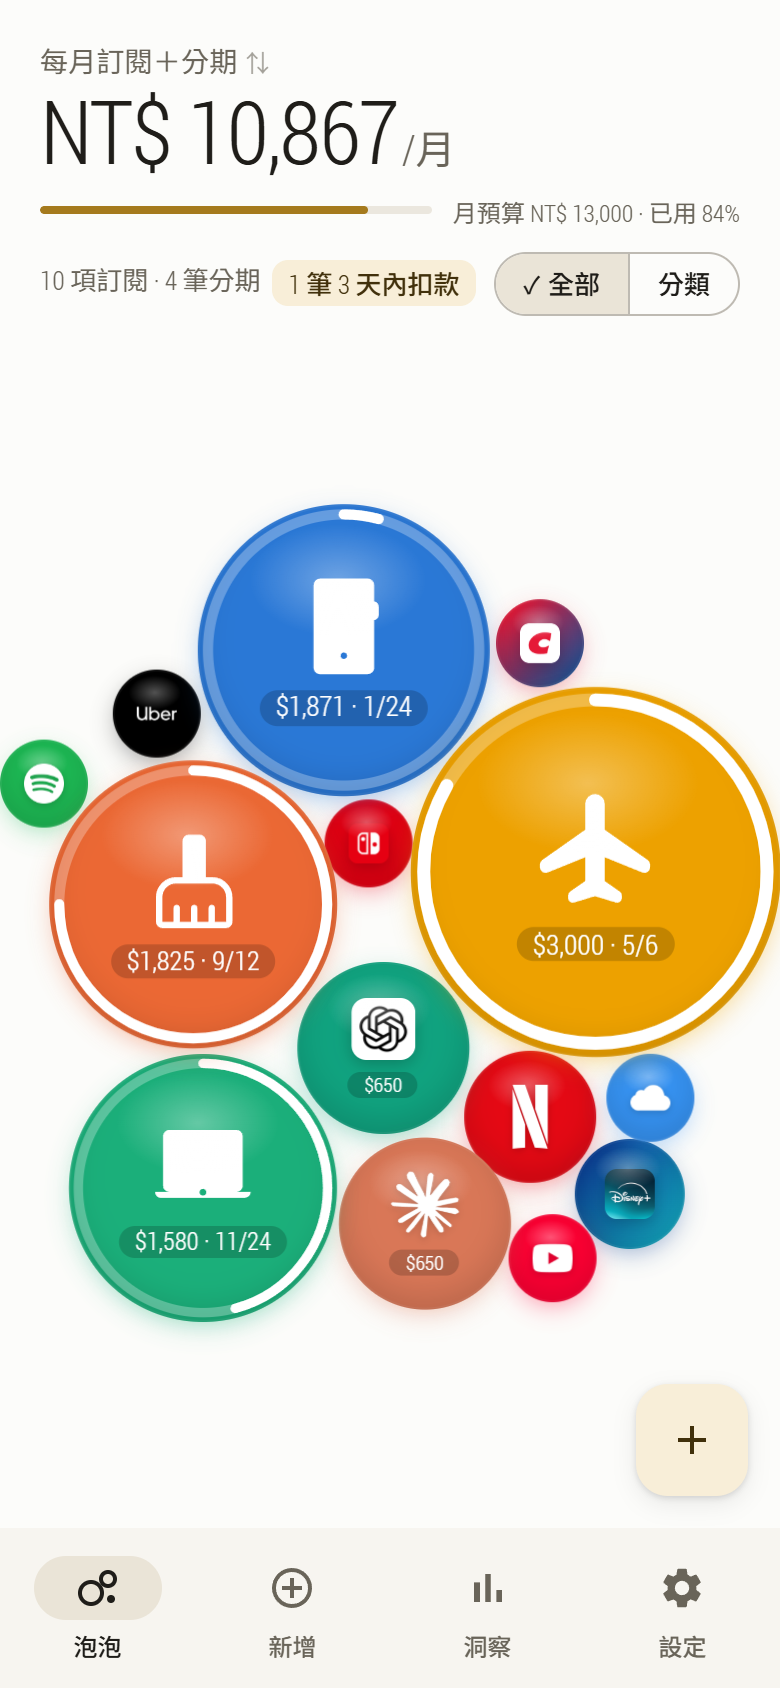 每月訂閱＋分期 ⇅
NT$ 10,867/月
月預算 NT$ 13,000 · 已用 84%
10 項訂閱 · 4 筆分期
1 筆 3 天內扣款
✓ 全部
分類
$1,871 · 1/24
Uber
$1,825 · 9/12
$3,000 · 5/6
$650
N
Disney+
$1,580 · 11/24
$650
+
泡泡
新增
洞察
設定